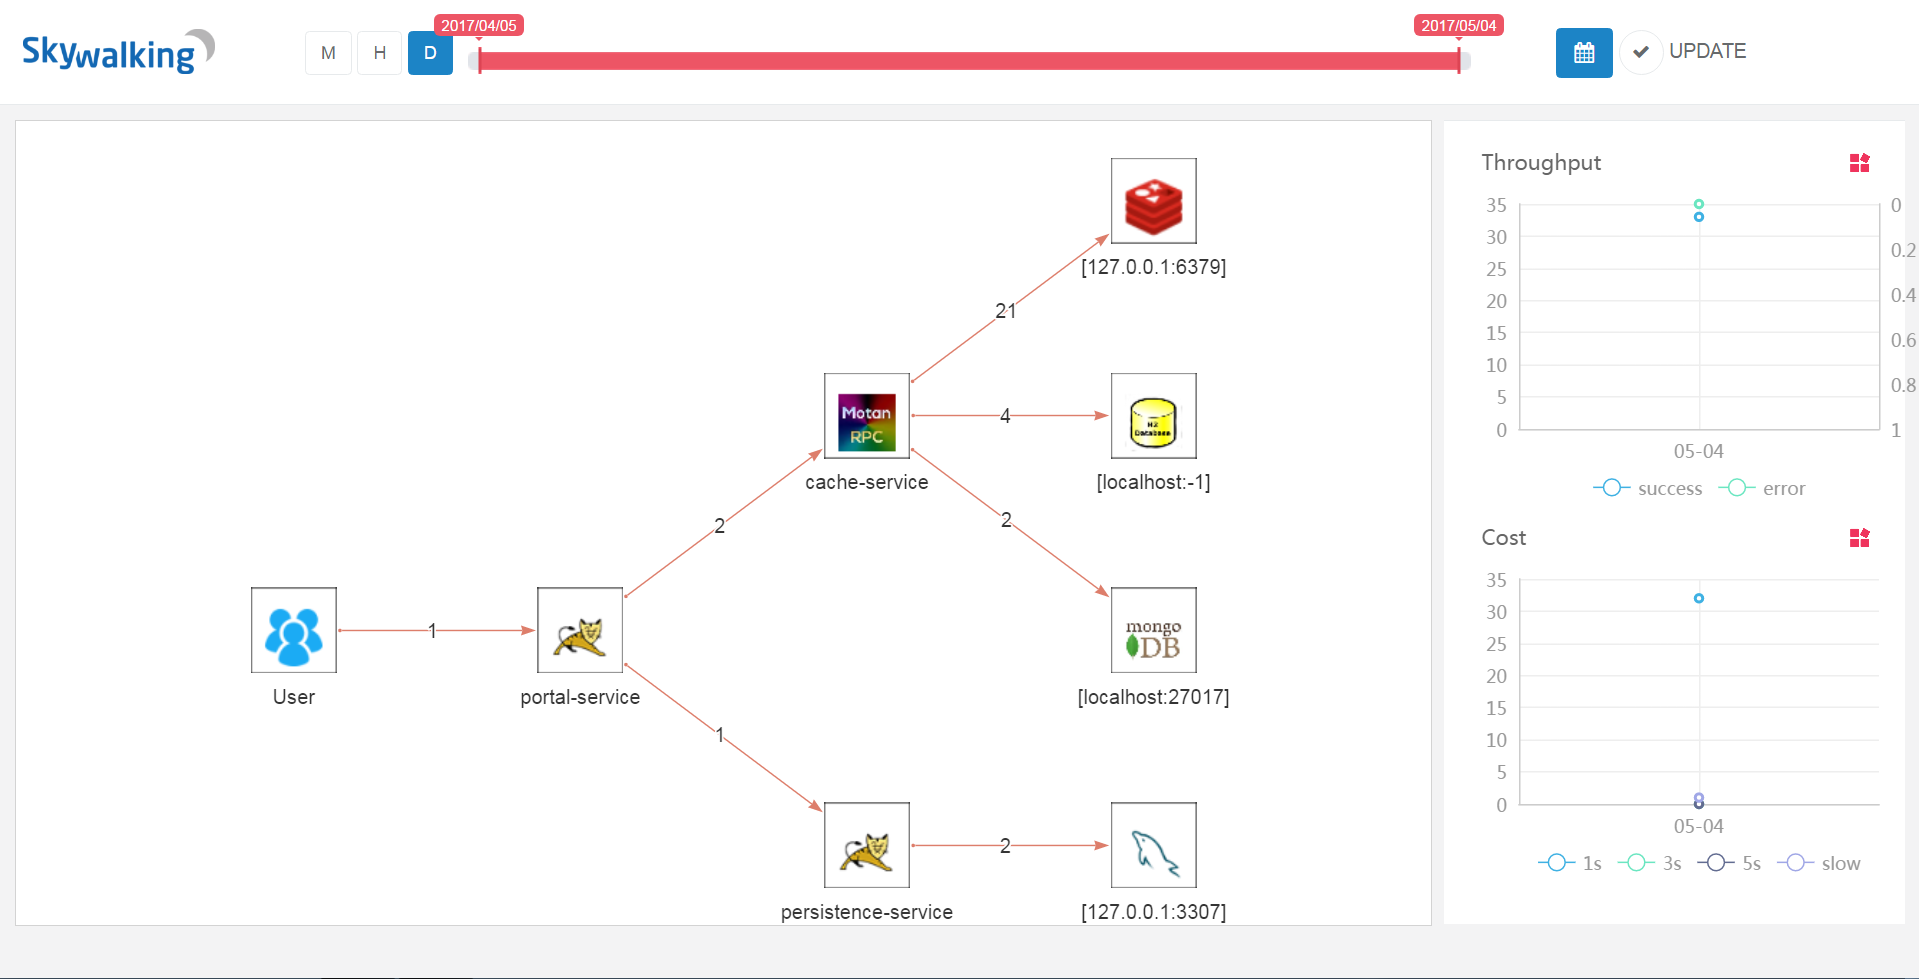 Skywalking
M H D
2017/04/05
2017/05/04
UPDATE
[127.0.0.1:6379]
21
Motan
RPC
cache-service
4
H2
Database
[localhost:-1]
2
2
mongo
DB
[localhost:27017]
User
1
portal-service
1
persistence-service
2
[127.0.0.1:3307]
Throughput
35
30
25
20
15
10
5
0
0
0.2
0.4
0.6
0.8
1
05-04
success error
Cost
35
30
25
20
15
10
5
0
05-04
1s 3s 5s slow